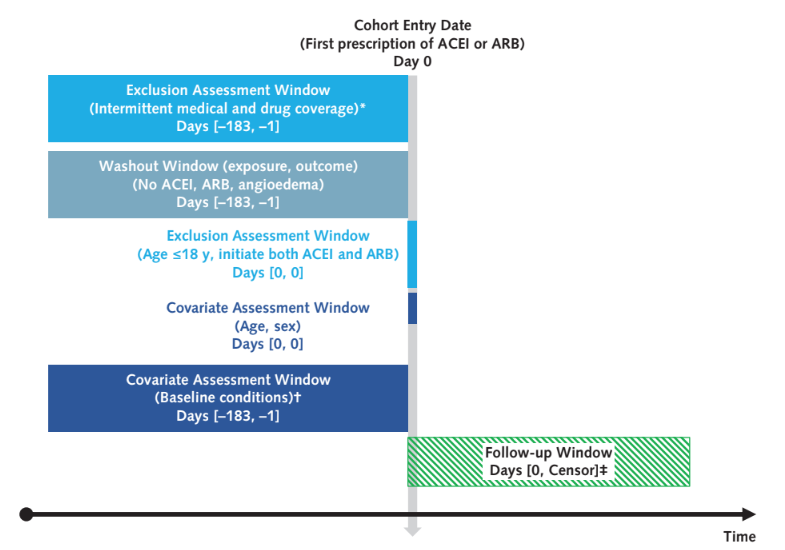 Cohort Entry Date
(First prescription of ACEI or ARB)
Day 0
Exclusion Assessment Window
(Intermittent medical and drug coverage)*
Days [–183, –1]
Washout Window (exposure, outcome)
(No ACEI, ARB, angioedema)
Days [–183, –1]
Exclusion Assessment Window
(Age ≤18 y, initiate both ACEI and ARB)
Days [0, 0]
Covariate Assessment Window
(Age, sex)
Days [0, 0]
Covariate Assessment Window
(Baseline conditions)†
Days [–183, –1]
Follow-up Window
Days [0, Censor]‡
Time